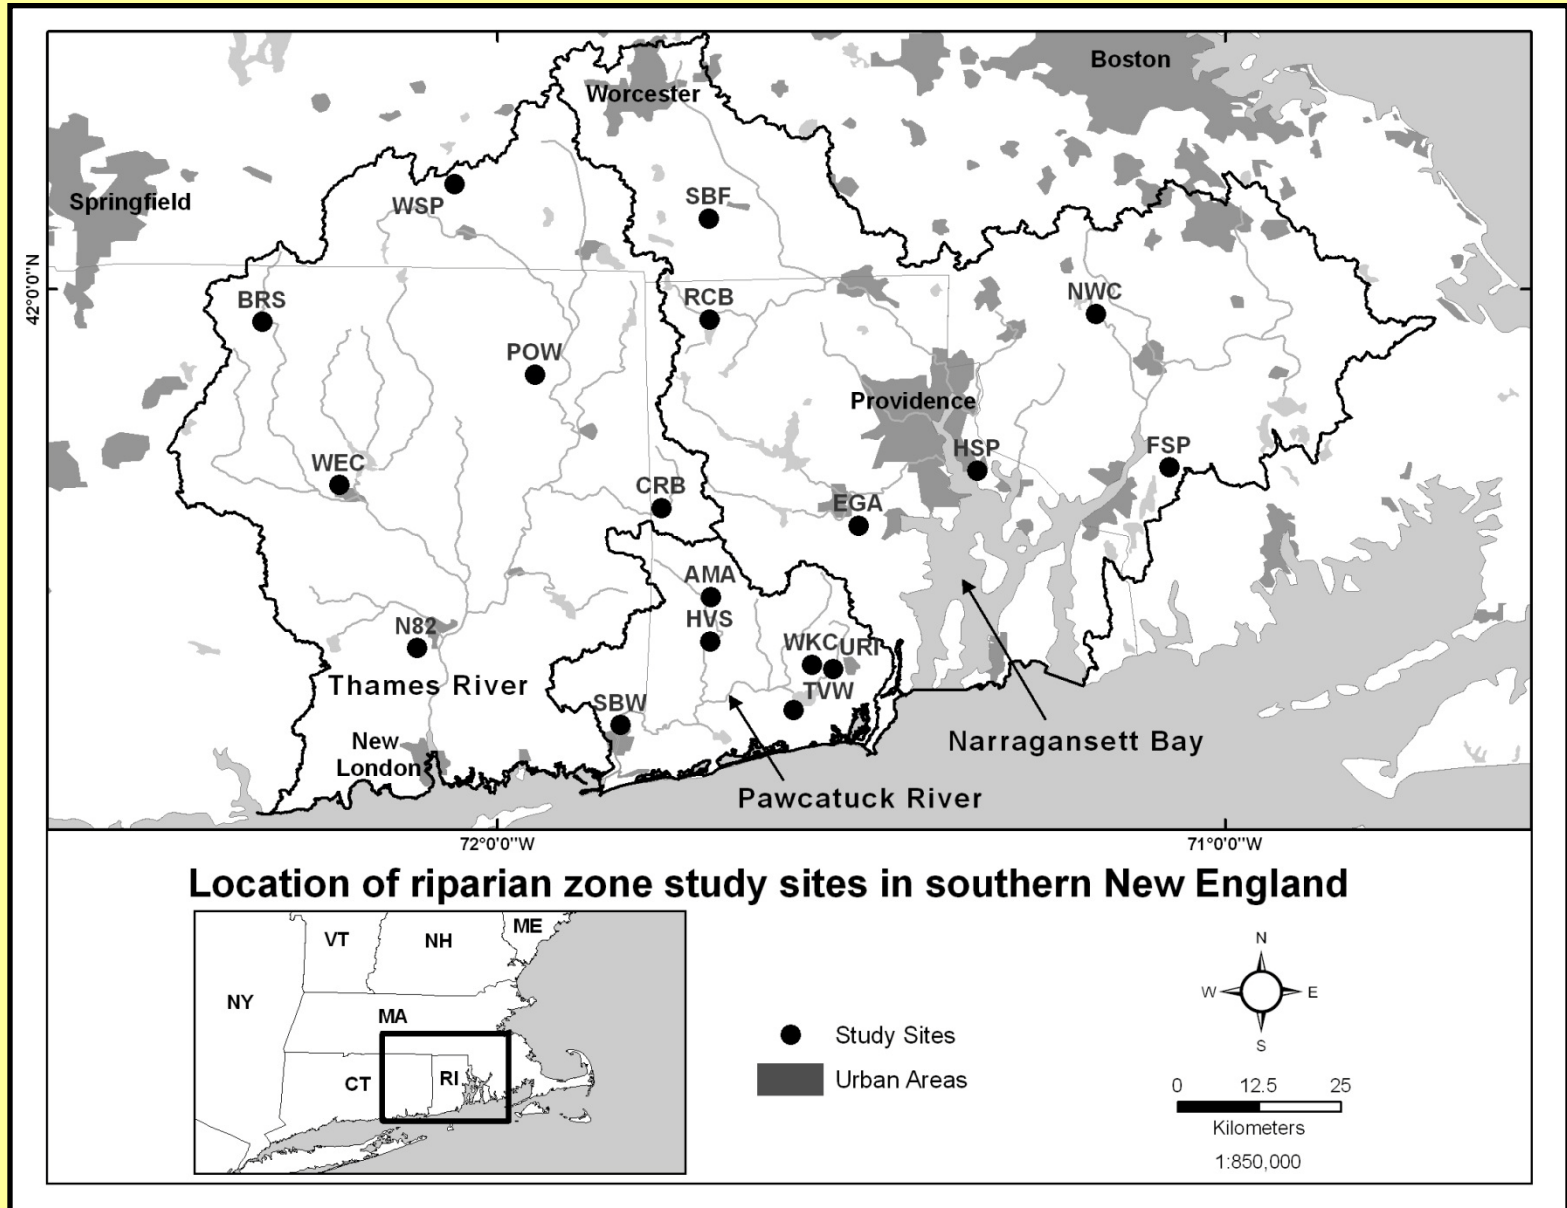 Boston
Worcester
Springfield
WSP
SBF
42°0'0"N
BRS
RCB
NWC
POW
Providence
WEC
HSP
FSP
CRB
EGA
AMA
HVS
N82
WKC
URI
Thames River
TVW
SBW
New
London
Narragansett Bay
Pawcatuck River
72°0'0"W
71°0'0"W
Location of riparian zone study sites in southern New England
ME
VT
NH
NY
MA
CT
RI
Study Sites
Urban Areas
N
W
E
S
0 12.5 25
Kilometers
1:850,000